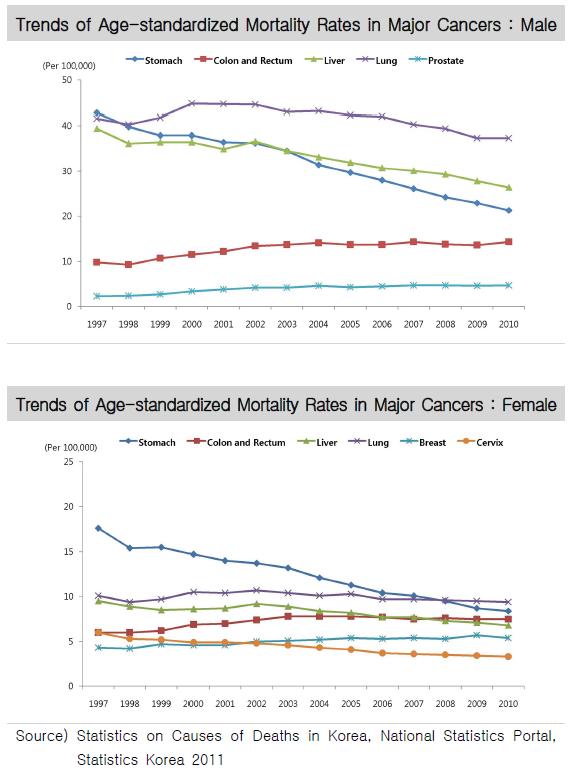 Trends of Age-standardized Mortality Rates in Major Cancers : Male
(Per 100,000)
Stomach Colon and Rectum Liver Lung Prostate
50
40
30
20
10
0
1997 1998 1999 2000 2001 2002 2003 2004 2005 2006 2007 2008 2009 2010
Trends of Age-standardized Mortality Rates in Major Cancers : Female
(Per 100,000)
Stomach Colon and Rectum Liver Lung Breast Cervix
25
20
15
10
5
0
1997 1998 1999 2000 2001 2002 2003 2004 2005 2006 2007 2008 2009 2010
Source) Statistics on Causes of Deaths in Korea, National Statistics Portal,
Statistics Korea 2011